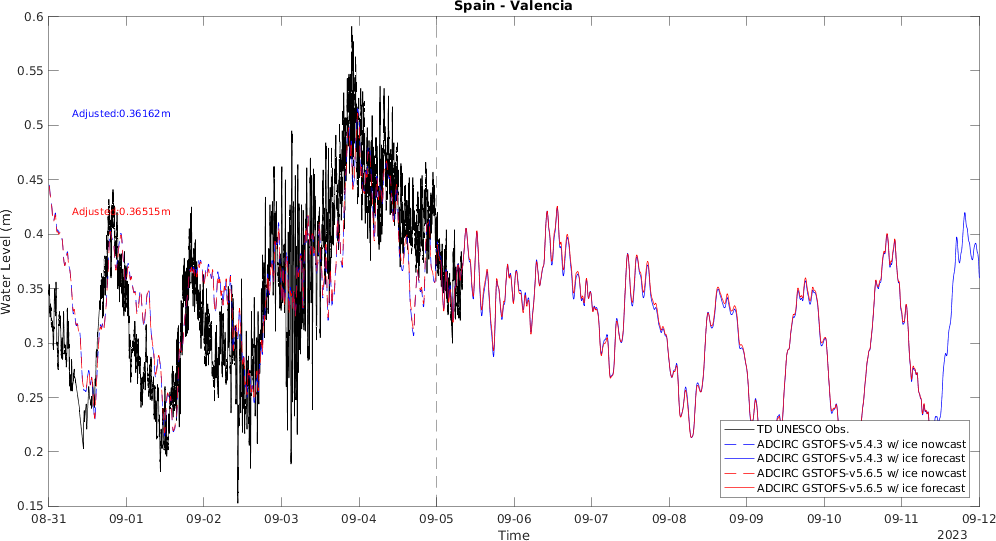 Spain - Valencia
0.6
0.55
0.5
0.45
0.4
0.35
0.3
0.25
0.2
0.15
Water Level (m)
Adjusted:0.36162m
Adjusted:0.36515m
TD UNESCO Obs.
ADCIRC GSTOFS-v5.4.3 w/ ice nowcast
ADCIRC GSTOFS-v5.4.3 w/ ice forecast
ADCIRC GSTOFS-v5.6.5 w/ ice nowcast
ADCIRC GSTOFS-v5.6.5 w/ ice forecast
08-31 09-01 09-02 09-03 09-04 09-05 09-06 09-07 09-08 09-09 09-10 09-11 09-12
Time
2023